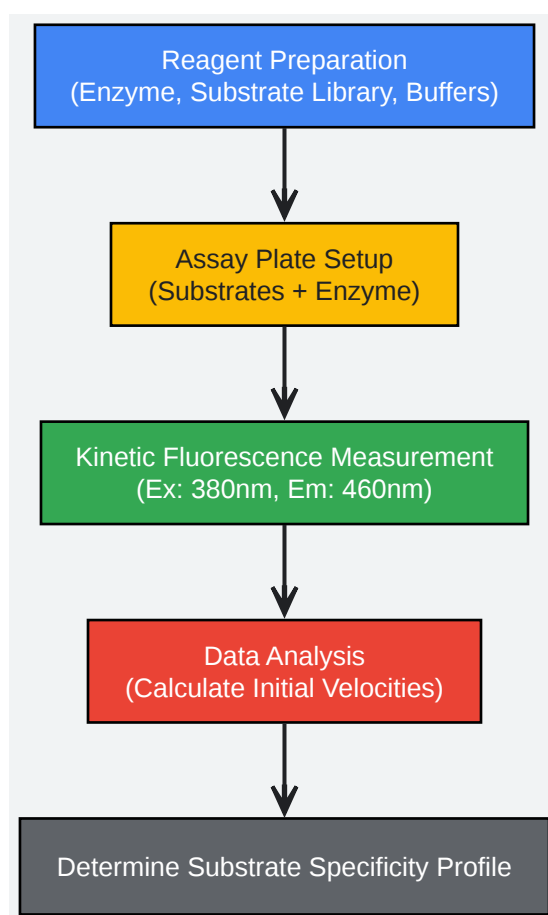 Reagent Preparation
(Enzyme, Substrate Library, Buffers)
Assay Plate Setup
(Substrates + Enzyme)
Kinetic Fluorescence Measurement
(Ex: 380nm, Em: 460nm)
Data Analysis
(Calculate Initial Velocities)
Determine Substrate Specificity Profile